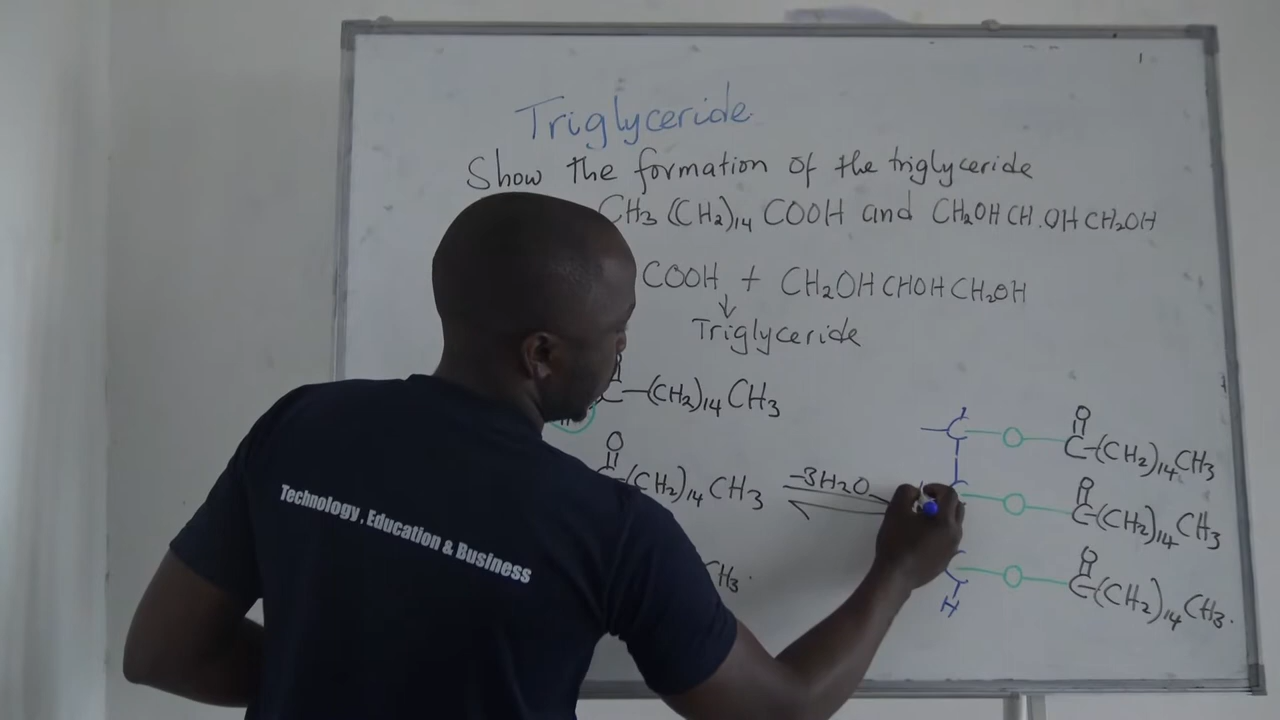 Triglyceride
Show the formation of the triglyceride
CH3 (CH2)14 COOH and CH2OH CH.OH CH2OH
COOH + CH2OH CHOH CH2OH
↓
Triglyceride
O
C-(CH2)14 CH3
O
C-(CH2)14 CH3
-3H2O
CH3.
C-O-C-(CH2)14 CH3
O
O-C-(CH2)14 CH3
O
C-O-C-(CH2)14 CH3.
O
H
Technology, Education & Business